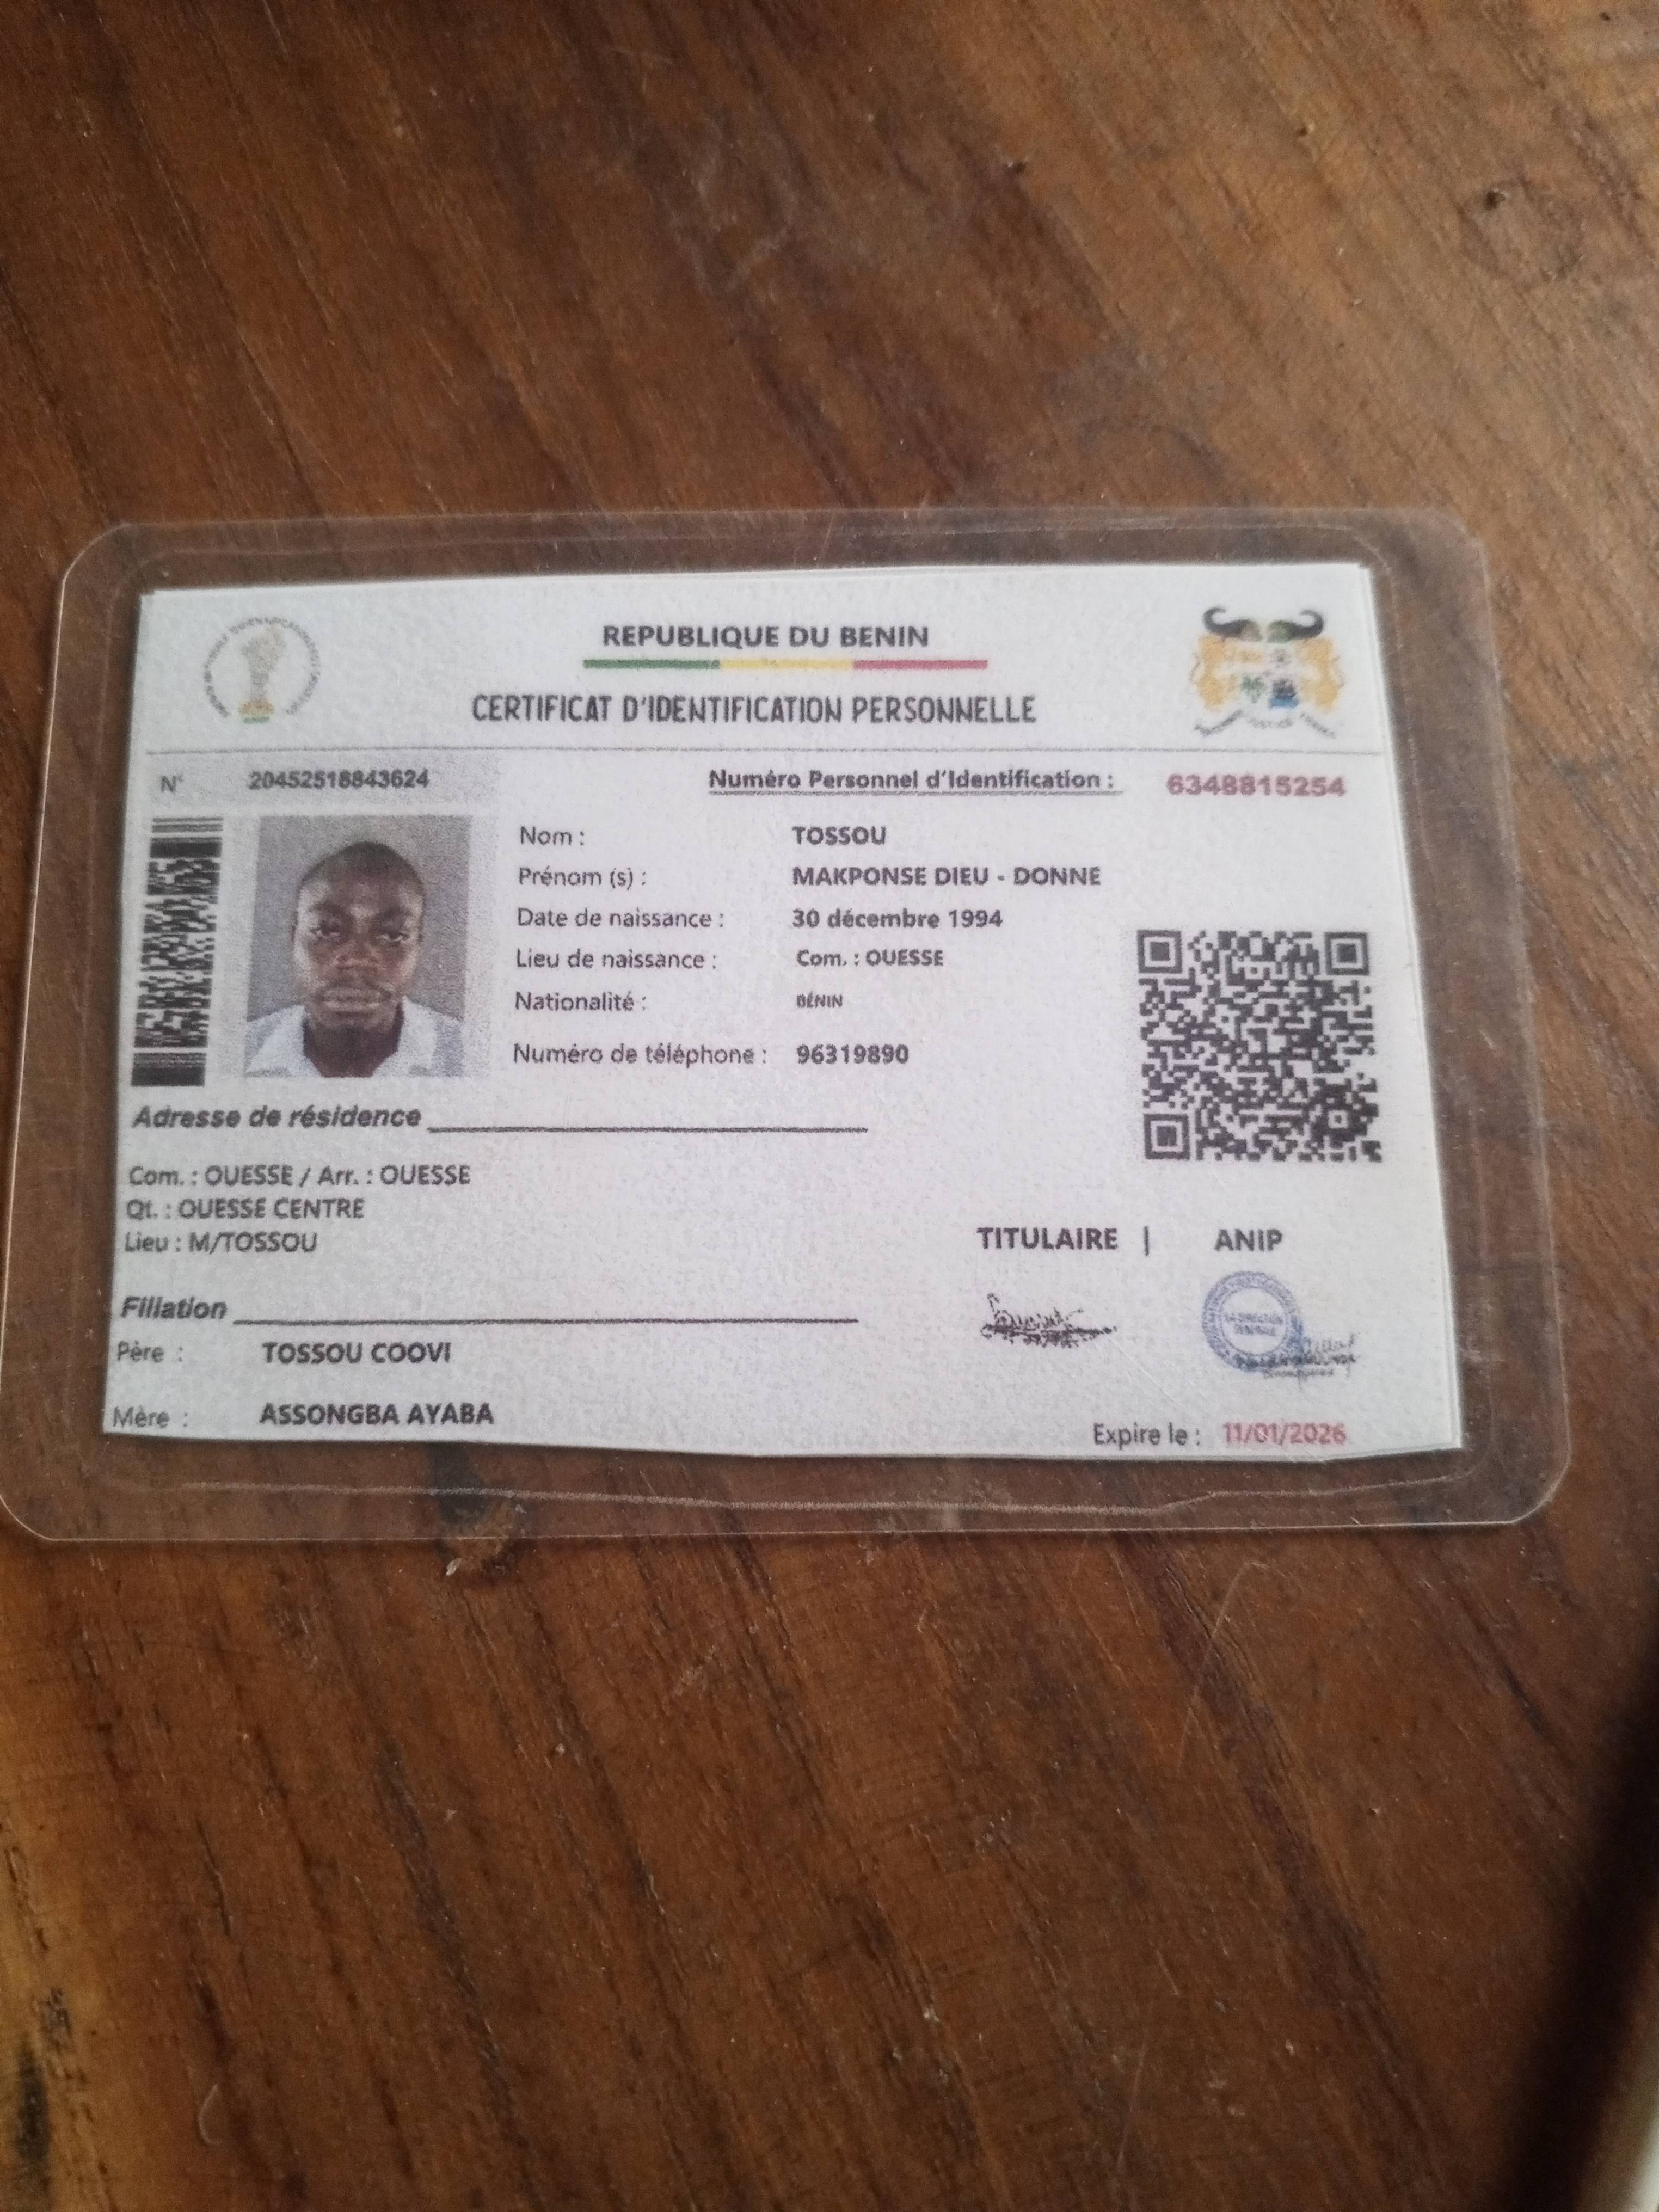 REPUBLIQUE DU BENIN
CERTIFICAT D'IDENTIFICATION PERSONNELLE
N° 20452518843624 Numéro Personnel d'Identification : 6348815254
Nom : TOSSOU
Prénom (s) : MAKPONSE DIEU - DONNE
Date de naissance : 30 décembre 1994
Lieu de naissance : Com. : OUESSE
Nationalité : BÉNIN
Numéro de téléphone : 96319890
Adresse de résidence
Com. : OUESSE / Arr. : OUESSE
Qt. : OUESSE CENTRE
Lieu : M/TOSSOU
TITULAIRE | ANIP
Filiation
Père : TOSSOU COOVI
Mère : ASSONGBA AYABA
Expire le : 11/01/2026